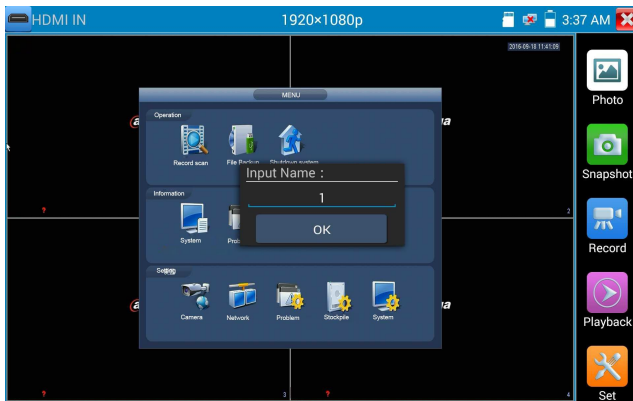 HDMI IN
1920×1080p
3:37 AM
2016-09-18 11:41:09
MENU
Operation
Record scan
File Backup
Shutdown system
Input Name :
1
OK
Information
System
Setting
Camera
Network
Problem
Stockpile
System
?
2
?
3
?
4
Photo
Snapshot
Record
Playback
Set